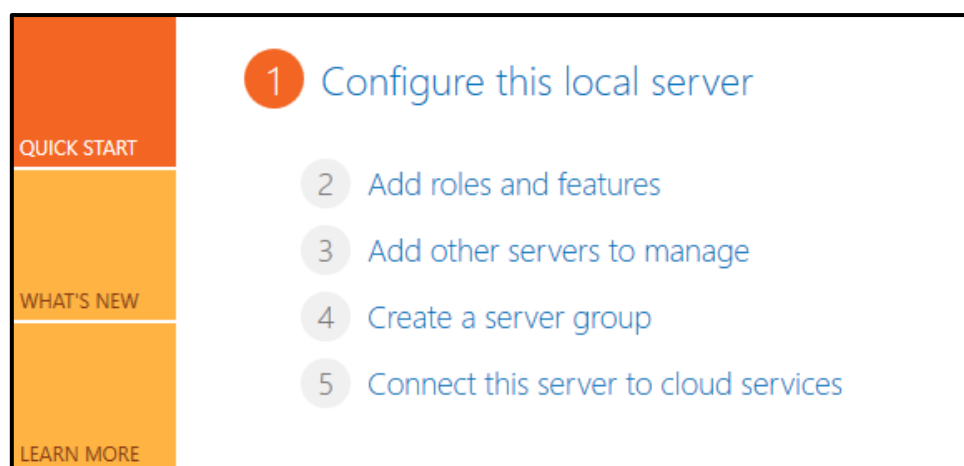 QUICK START
WHAT'S NEW
LEARN MORE
1 Configure this local server
2 Add roles and features
3 Add other servers to manage
4 Create a server group
5 Connect this server to cloud services